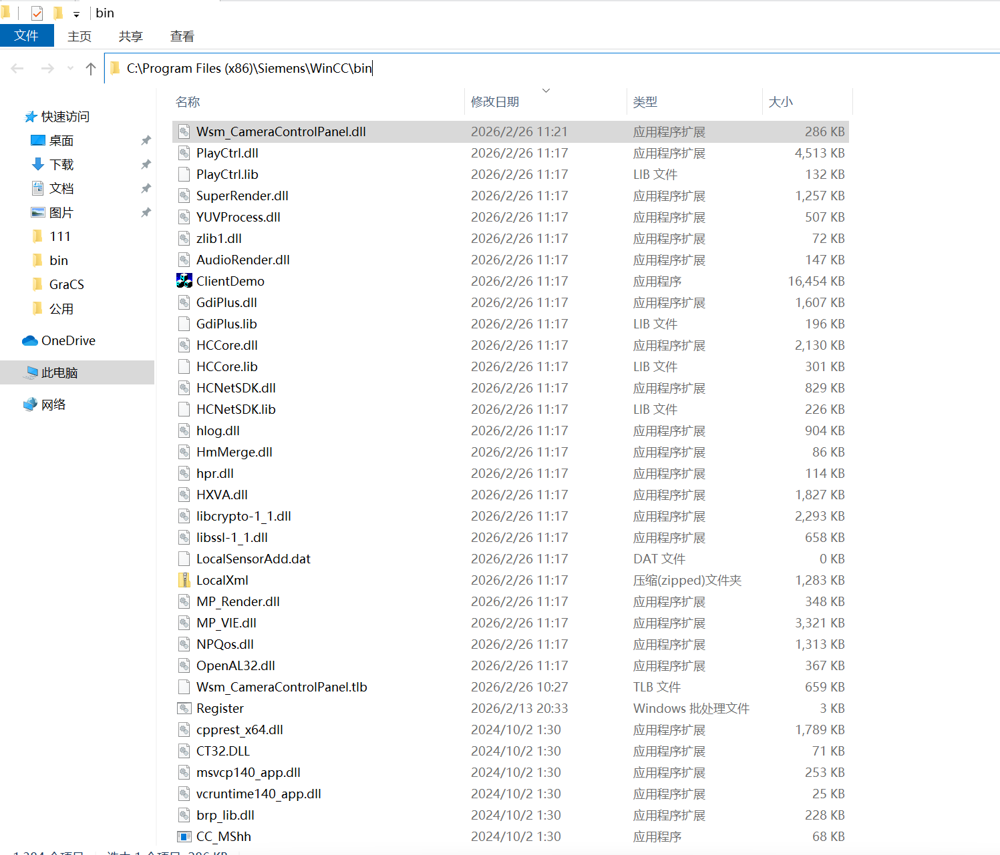 bin
文件 主页 共享 查看
C:\Program Files (x86)\Siemens\WinCC\bin
快速访问
桌面
下载
文档
图片
111
bin
GraCS
公用
OneDrive
此电脑
网络
名称 修改日期 类型 大小
Wsm_CameraControlPanel.dll 2026/2/26 11:21 应用程序扩展 286 KB
PlayCtrl.dll 2026/2/26 11:17 应用程序扩展 4,513 KB
PlayCtrl.lib 2026/2/26 11:17 LIB 文件 132 KB
SuperRender.dll 2026/2/26 11:17 应用程序扩展 1,257 KB
YUVProcess.dll 2026/2/26 11:17 应用程序扩展 507 KB
zlib1.dll 2026/2/26 11:17 应用程序扩展 72 KB
AudioRender.dll 2026/2/26 11:17 应用程序扩展 147 KB
ClientDemo 2026/2/26 11:17 应用程序 16,454 KB
GdiPlus.dll 2026/2/26 11:17 应用程序扩展 1,607 KB
GdiPlus.lib 2026/2/26 11:17 LIB 文件 196 KB
HCCore.dll 2026/2/26 11:17 应用程序扩展 2,130 KB
HCCore.lib 2026/2/26 11:17 LIB 文件 301 KB
HCNetSDK.dll 2026/2/26 11:17 应用程序扩展 829 KB
HCNetSDK.lib 2026/2/26 11:17 LIB 文件 226 KB
hlog.dll 2026/2/26 11:17 应用程序扩展 904 KB
HmMerge.dll 2026/2/26 11:17 应用程序扩展 86 KB
hpr.dll 2026/2/26 11:17 应用程序扩展 114 KB
HXVA.dll 2026/2/26 11:17 应用程序扩展 1,827 KB
libcrypto-1_1.dll 2026/2/26 11:17 应用程序扩展 2,293 KB
libssl-1_1.dll 2026/2/26 11:17 应用程序扩展 658 KB
LocalSensorAdd.dat 2026/2/26 11:17 DAT 文件 0 KB
LocalXml 2026/2/26 11:17 压缩(zipped)文件夹 1,283 KB
MP_Render.dll 2026/2/26 11:17 应用程序扩展 348 KB
MP_VIE.dll 2026/2/26 11:17 应用程序扩展 3,321 KB
NPQos.dll 2026/2/26 11:17 应用程序扩展 1,313 KB
OpenAL32.dll 2026/2/26 11:17 应用程序扩展 367 KB
Wsm_CameraControlPanel.tlb 2026/2/26 10:27 TLB 文件 659 KB
Register 2026/2/13 20:33 Windows 批处理文件 3 KB
cpprest_x64.dll 2024/10/2 1:30 应用程序扩展 1,789 KB
CT32.DLL 2024/10/2 1:30 应用程序扩展 71 KB
msvcp140_app.dll 2024/10/2 1:30 应用程序扩展 253 KB
vcruntime140_app.dll 2024/10/2 1:30 应用程序扩展 25 KB
brp_lib.dll 2024/10/2 1:30 应用程序扩展 228 KB
CC_MShh 2024/10/2 1:30 应用程序 68 KB